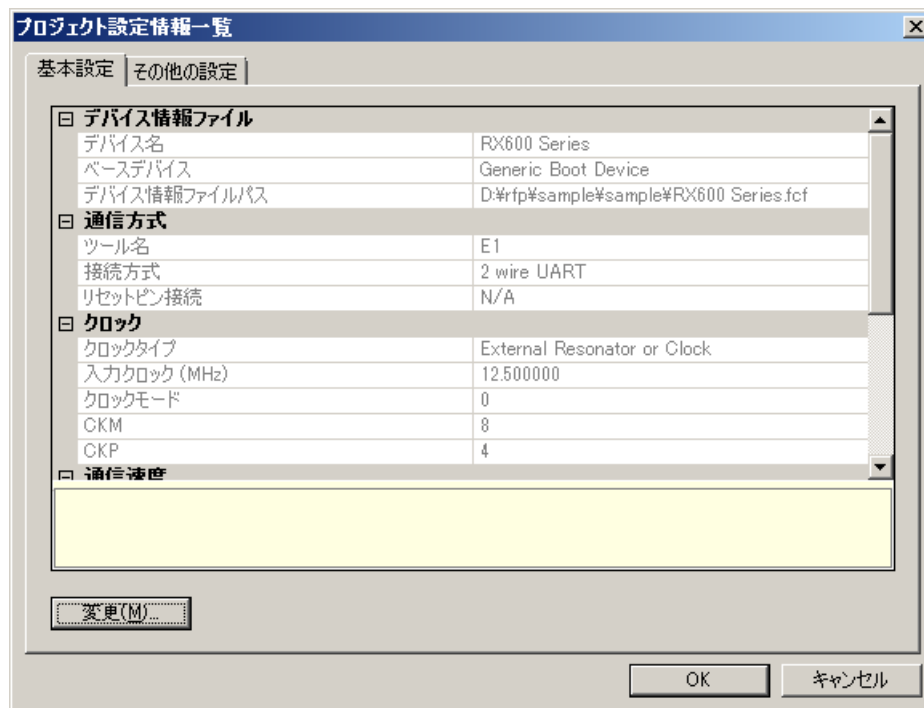 プロジェクト設定情報一覧
基本設定 その他の設定
デバイス情報ファイル
デバイス名 RX600 Series
ベースデバイス Generic Boot Device
デバイス情報ファイルパス D:¥rfp¥sample¥sample¥RX600 Series.fcf
通信方式
ツール名 E1
接続方式 2 wire UART
リセットピン接続 N/A
クロック
クロックタイプ External Resonator or Clock
入力クロック (MHz) 12.500000
クロックモード 0
CKM 8
CKP 4
通信速度
変更(M)...
OK キャンセル